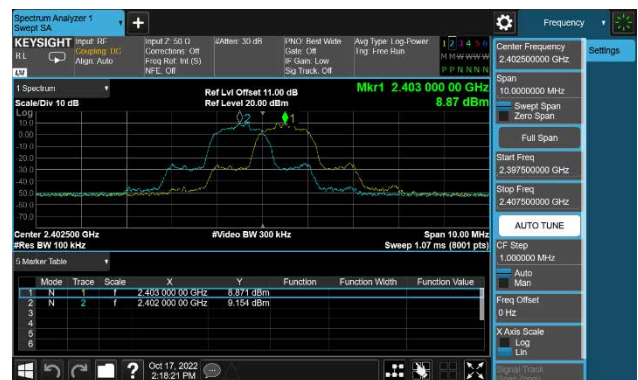 Spectrum Analyzer 1
Swept SA
+
Frequency
KEYSIGHT
Input: RF
Input Z: 50 Ω
#Atten: 30 dB
PNO: Best Wide
Avg Type: Log-Power
1 2 3 4 5 6
RL
Coupling: DC
Corrections: Off
Gate: Off
Trig: Free Run
Align: Auto
Freq Ref: Int (S)
IF Gain: Low
M M W W W W
NFE: Off
Sig Track: Off
P P N N N N
LW
1 Spectrum
Ref Lvl Offset 11.00 dB
Mkr1 2.403 000 00 GHz
Scale/Div 10 dB
Ref Level 20.00 dBm
8.87 dBm
Log
10.0
0.00
-10.0
-20.0
-30.0
-40.0
-50.0
-60.0
-70.0
2
1
Center 2.402500 GHz
#Video BW 300 kHz
Span 10.00 MHz
#Res BW 100 kHz
Sweep 1.07 ms (8001 pts)
5 Marker Table
Mode Trace Scale X Y Function Function Width Function Value
1 N 1 f 2.403 000 00 GHz 8.871 dBm
2 N 2 f 2.402 000 00 GHz 9.154 dBm
3
4
5
6
Oct 17, 2022
2:18:21 PM
?
Center Frequency
2.402500000 GHz
Settings
Span
10.0000000 MHz
Swept Span
Zero Span
Full Span
Start Freq
2.397500000 GHz
Stop Freq
2.407500000 GHz
AUTO TUNE
CF Step
1.000000 MHz
Auto
Man
Freq Offset
0 Hz
X Axis Scale
Log
Lin
Signal Track